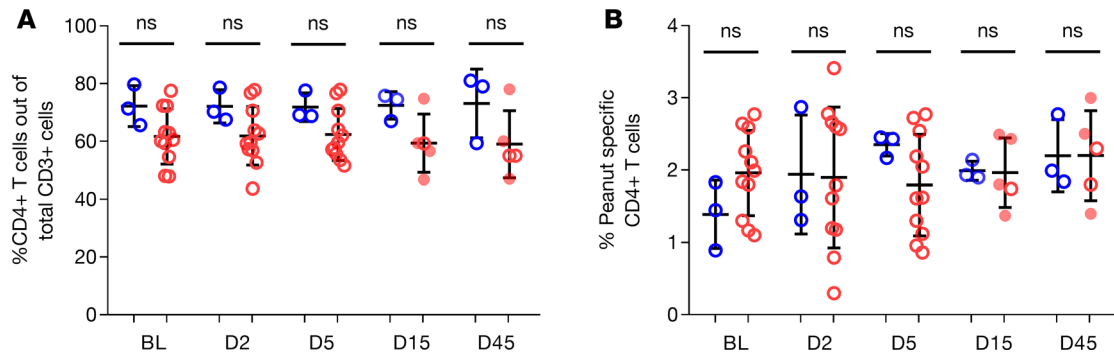 A
%CD4+ T cells out of
total CD3+ cells
100
80
60
40
20
0
ns
ns
ns
ns
ns
BL
D2
D5
D15
D45
B
% Peanut specific
CD4+ T cells
4
3
2
1
0
ns
ns
ns
ns
ns
BL
D2
D5
D15
D45